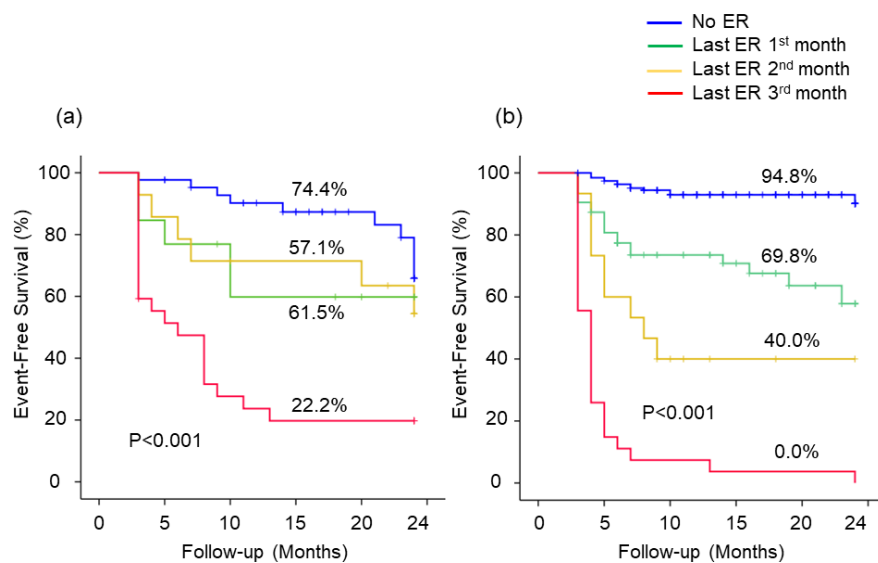 No ER
Last ER 1st month
Last ER 2nd month
Last ER 3rd month
(a)
100
80
60
40
20
0
Event-Free Survival (%)
74.4%
57.1%
61.5%
22.2%
P<0.001
0 5 10 15 20 24
Follow-up (Months)
(b)
100
80
60
40
20
0
Event-Free Survival (%)
94.8%
69.8%
40.0%
P<0.001
0.0%
0 5 10 15 20 24
Follow-up (Months)